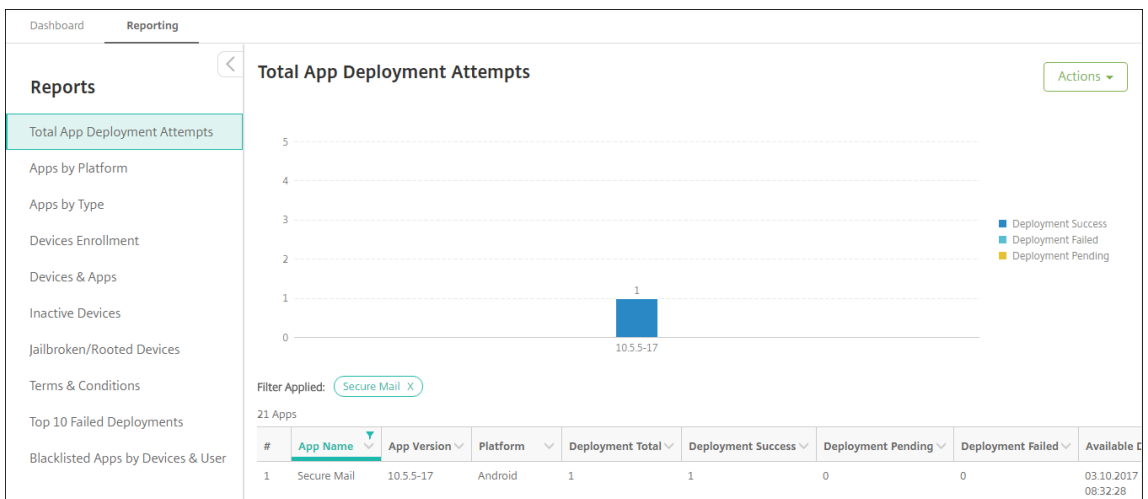 Dashboard Reporting
Reports
Total App Deployment Attempts
Apps by Platform
Apps by Type
Devices Enrollment
Devices & Apps
Inactive Devices
Jailbroken/Rooted Devices
Terms & Conditions
Top 10 Failed Deployments
Blacklisted Apps by Devices & User
Total App Deployment Attempts
Actions
5
4
3
2
1
0
1
10.5.5-17
Deployment Success
Deployment Failed
Deployment Pending
Filter Applied: Secure Mail X
21 Apps
# App Name App Version Platform Deployment Total Deployment Success Deployment Pending Deployment Failed Available
1 Secure Mail 10.5.5-17 Android 1 1 0 0 03.10.2017
08:32:28